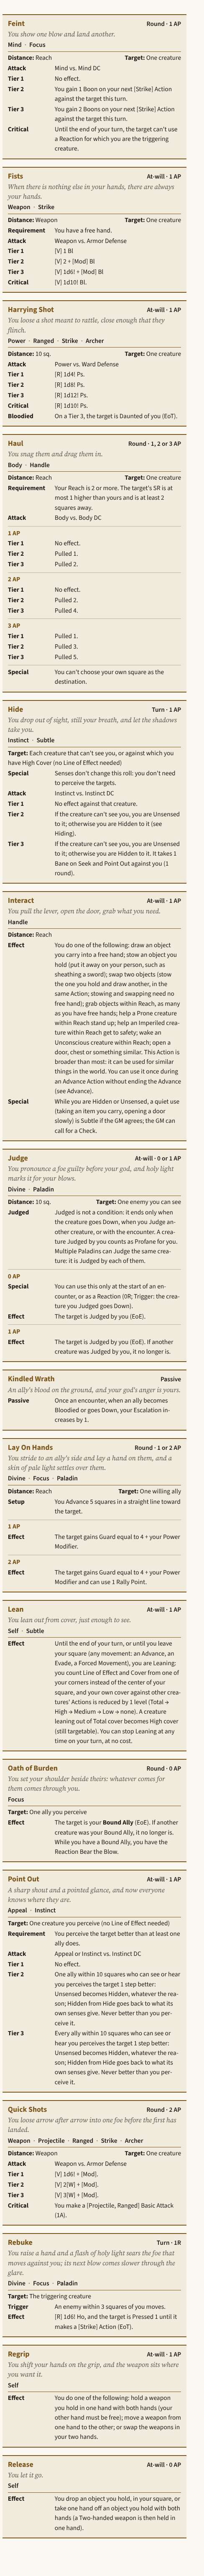 Feint Round · 1 AP
You show one blow and land another.
Mind · Focus
Distance: Reach Target: One creature
Attack Mind vs. Mind DC
Tier 1 No effect.
Tier 2 You gain 1 Boon on your next [Strike] Action
against the target this turn.
Tier 3 You gain 2 Boons on your next [Strike] Action
against the target this turn.
Critical Until the end of your turn, the target can't use
a Reaction for which you are the triggering
creature.
Fists At-will · 1 AP
When there is nothing else in your hands, there are always
your hands.
Weapon · Strike
Distance: Weapon Target: One creature
Requirement You have a free hand.
Attack Weapon vs. Armor Defense
Tier 1 [V] 1 Bl
Tier 2 [V] 2 + [Mod] Bl
Tier 3 [V] 1d6! + [Mod] Bl
Critical [V] 1d10! Bl.
Harrying Shot At-will · 1 AP
You loose a shot meant to rattle, close enough that they
flinch.
Power · Ranged · Strike · Archer
Distance: 10 sq. Target: One creature
Attack Power vs. Ward Defense
Tier 1 [R] 1d4! Ps.
Tier 2 [R] 1d8! Ps.
Tier 3 [R] 1d12! Ps.
Critical [R] 1d10! Ps.
Bloodied On a Tier 3, the target is Daunted of you (EoT).
Haul Round · 1, 2 or 3 AP
You snag them and drag them in.
Body · Handle
Distance: Reach Target: One creature
Requirement Your Reach is 2 or more. The target's SR is at
most 1 higher than yours and is at least 2
squares away.
Attack Body vs. Body DC
1 AP
Tier 1 No effect.
Tier 2 Pulled 1.
Tier 3 Pulled 2.
2 AP
Tier 1 No effect.
Tier 2 Pulled 2.
Tier 3 Pulled 4.
3 AP
Tier 1 Pulled 1.
Tier 2 Pulled 3.
Tier 3 Pulled 5.
Special You can't choose your own square as the
destination.
Hide Turn · 1 AP
You drop out of sight, still your breath, and let the shadows
take you.
Instinct · Subtle
Target: Each creature that can't see you, or against which you
have High Cover (no Line of Effect needed)
Special Senses don't change this roll: you don't need
to perceive the targets.
Attack Instinct vs. Instinct DC
Tier 1 No effect against that creature.
Tier 2 If the creature can't see you, you are Unsensed
to it; otherwise you are Hidden to it (see
Hiding).
Tier 3 If the creature can't see you, you are Unsensed
to it; otherwise you are Hidden to it. It takes 1
Bane on Seek and Point Out against you (1
round).
Interact At-will · 1 AP
You pull the lever, open the door, grab what you need.
Handle
Distance: Reach
Effect You do one of the following: draw an object
you carry into a free hand; stow an object you
hold (put it away on your person, such as
sheathing a sword); swap two objects (stow
the one you hold and draw another, in the
same Action; stowing and swapping need no
free hand); grab objects within Reach, as many
as you have free hands; help a Prone creature
within Reach stand up; help an Imperiled crea-
ture within Reach get to safety; wake an
Unconscious creature within Reach; open a
door, chest or something similar. This Action is
broader than most: it can be used for similar
things the GM allows. You can use it once during
an Advance Action without ending the Advance
(see Advance).
Special While you are Hidden or Unsensed, a quiet use
(taking an item you carry, opening a door
slowly) is Subtle if the GM agrees; the GM can
call for a Check.
Judge At-will · 0 or 1 AP
You pronounce a foe guilty before your god, and holy light
marks it for your blows.
Divine · Paladin
Distance: 10 sq. Target: One enemy you can see
Judged Judged is not a condition: it ends only when
the creature goes Down, when you Judge an-
other creature, or with the encounter. A crea-
ture Judged by you counts as Profane for you.
Multiple Paladins can Judge the same crea-
ture: it is Judged by each of them.
0 AP
Special You can use this only at the start of an en-
counter, or as a Reaction (0R, Trigger: the crea-
ture you Judged goes Down).
Effect The target is Judged by you (EoE).
1 AP
Effect The target is Judged by you (EoE). If another
creature was Judged by you, it no longer is.
Kindled Wrath Passive
An ally's blood on the ground, and your god's anger is yours.
Passive Once an encounter, when an ally becomes
Bloodied or goes Down, your Escalation in-
creases by 1.
Lay On Hands Round · 1 or 2 AP
You stride to an ally's side and lay a hand on them, and a
skin of pale light settles over them.
Divine · Focus · Paladin
Distance: Reach Target: One willing ally
Setup You Advance 5 squares in a straight line toward
the target.
1 AP
Effect The target gains Guard equal to 4 + your Power
Modifier.
2 AP
Effect The target gains Guard equal to 4 + your Power
Modifier and can use 1 Rally Point.
Lean At-will · 1 AP
You lean out from cover, just enough to see.
Self · Subtle
Effect Until the end of your turn, or until you leave
your square (any movement: an Advance, an
Evade, a Forced Movement), you are Leaning:
you count Line of Effect and Cover from one of
your corners instead of the center of your
square, and your own cover against other crea-
tures' Actions is reduced by 1 level (Total →
High → Medium → Low → none). A creature
leaning out of Total cover becomes High cover
(still targetable). You can stop Leaning at any
time on your turn, at no cost.
Oath of Burden Round · 0 AP
You set your shoulder beside theirs: whatever comes for
them comes through you.
Focus
Target: One ally you perceive
Effect The target is your Bound Ally (EoE). If another
creature was your Bound Ally, it no longer is.
While you have a Bound Ally, you have the
Reaction Bear the Blow.
Point Out At-will · 1 AP
A sharp shout and a pointed glance, and now everyone
knows where they are.
Appeal · Instinct
Target: One creature you perceive (no Line of Effect needed)
Requirement You perceive the target better than at least one
ally does.
Attack Appeal or Instinct vs. Instinct DC
Tier 1 No effect.
Tier 2 One ally within 10 squares who can see or hear
you perceives the target 1 step better:
Unsensed becomes Hidden, whatever the rea-
son; Hidden from Hide goes back to what its
own senses give. Never better than you per-
ceive it.
Tier 3 Every ally within 10 squares who can see or
hear you perceives the target 1 step better:
Unsensed becomes Hidden, whatever the rea-
son; Hidden from Hide goes back to what its
own senses give. Never better than you per-
ceive it.
Quick Shots Round · 2 AP
You loose arrow after arrow into one foe before the first has
landed.
Weapon · Projectile · Ranged · Strike · Archer
Distance: Weapon Target: One creature
Attack Weapon vs. Armor Defense
Tier 1 [V] 1d6! + [Mod].
Tier 2 [V] 2[W] + [Mod].
Tier 3 [V] 3[W] + [Mod].
Critical You make a [Projectile, Ranged] Basic Attack
(1A).
Rebuke Turn · 1R
You raise a hand and a flash of holy light sears the foe that
moves against you; its next blow comes slower through the
glare.
Divine · Focus · Paladin
Target: The triggering creature
Trigger An enemy within 3 squares of you moves.
Effect [R] 1d6! Ho, and the target is Pressed 1 until it
makes a [Strike] Action (EoT).
Regrip At-will · 1 AP
You shift your hands on the grip, and the weapon sits where
you want it.
Self
Effect You do one of the following: hold a weapon
you hold in one hand with both hands (your
other hand must be free); move a weapon from
one hand to the other; or swap the weapons in
your two hands.
Release At-will · 0 AP
You let it go.
Self
Effect You drop an object you hold, in your square, or
take one hand off an object you hold with both
hands (a Two-handed weapon is then held in
one hand).